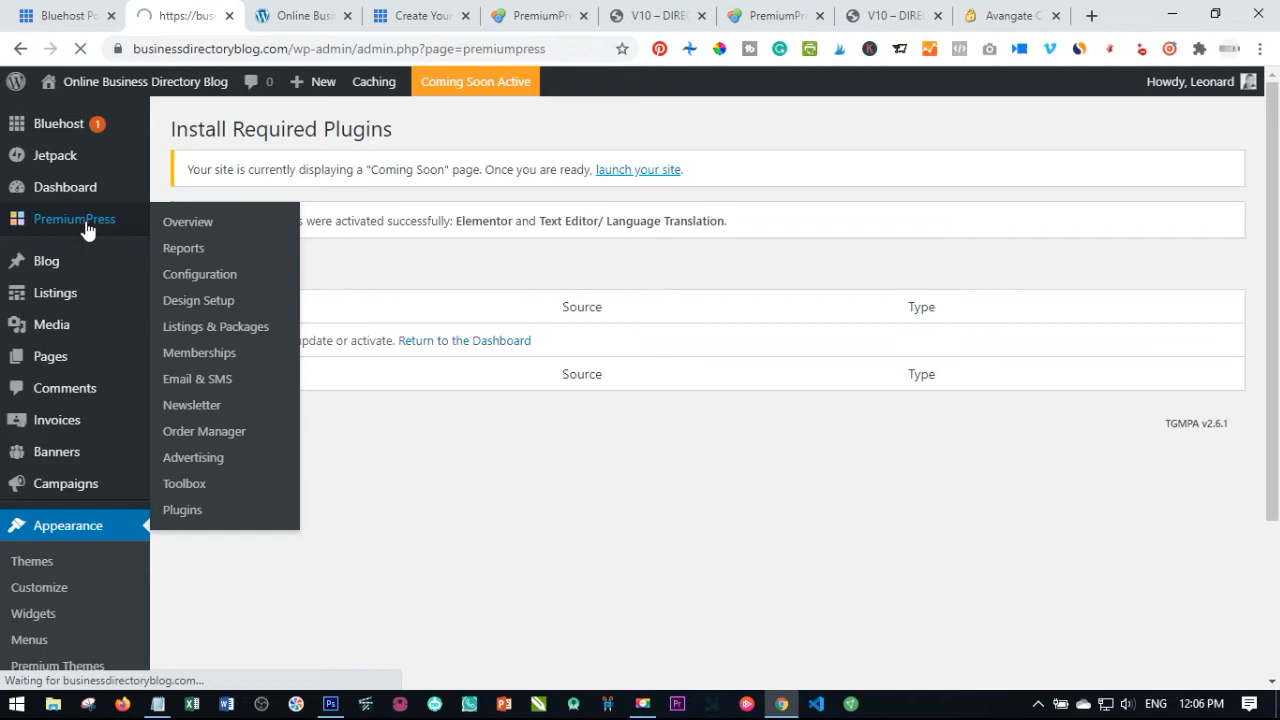 Bluehost Po
https://bus
Online Busi
Create Your
PremiumPre
V10 – DIREC
PremiumPre
V10 – DIREC
Avangate C
businessdirectoryblog.com/wp-admin/admin.php?page=premiumpress
Online Business Directory Blog
0
New
Caching
Coming Soon Active
Howdy, Leonard
Bluehost 1
Jetpack
Dashboard
PremiumPress
Blog
Listings
Media
Pages
Comments
Invoices
Banners
Campaigns
Appearance
Themes
Customize
Widgets
Menus
Premium Themes
Overview
Reports
Configuration
Design Setup
Listings & Packages
Memberships
Email & SMS
Newsletter
Order Manager
Advertising
Toolbox
Plugins
Install Required Plugins
Your site is currently displaying a "Coming Soon" page. Once you are ready, launch your site.
s were activated successfully: Elementor and Text Editor/ Language Translation.
Source Type
update or activate. Return to the Dashboard
Source Type
TGMPA v2.6.1
Waiting for businessdirectoryblog.com...
ENG 12:06 PM